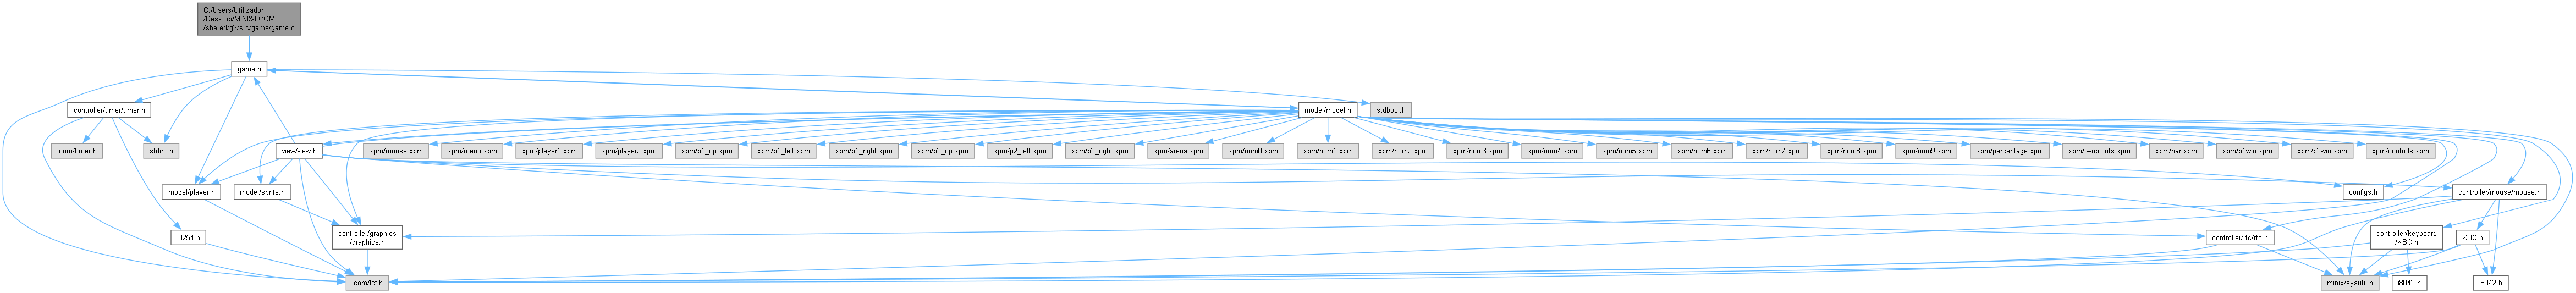 C:/Users/Utilizador
/Desktop/MINIX-LCOM
/shared/g2/src/game/game.c
game.h
controller/timer/timer.h
model/model.h
stdbool.h
lcom/timer.h
stdint.h
view/view.h
xpm/mouse.xpm
xpm/menu.xpm
xpm/player1.xpm
xpm/player2.xpm
xpm/p1_up.xpm
xpm/p1_left.xpm
xpm/p1_right.xpm
xpm/p2_up.xpm
xpm/p2_left.xpm
xpm/p2_right.xpm
xpm/arena.xpm
xpm/num0.xpm
xpm/num1.xpm
xpm/num2.xpm
xpm/num3.xpm
xpm/num4.xpm
xpm/num5.xpm
xpm/num6.xpm
xpm/num7.xpm
xpm/num8.xpm
xpm/num9.xpm
xpm/percentage.xpm
xpm/twopoints.xpm
xpm/bar.xpm
xpm/p1win.xpm
xpm/p2win.xpm
xpm/controls.xpm
model/player.h
model/sprite.h
configs.h
controller/mouse/mouse.h
i8254.h
controller/graphics
/graphics.h
controller/rtc/rtc.h
controller/keyboard
/KBC.h
KBC.h
lcom/lcf.h
minix/sysutil.h
i8042.h
i8042.h